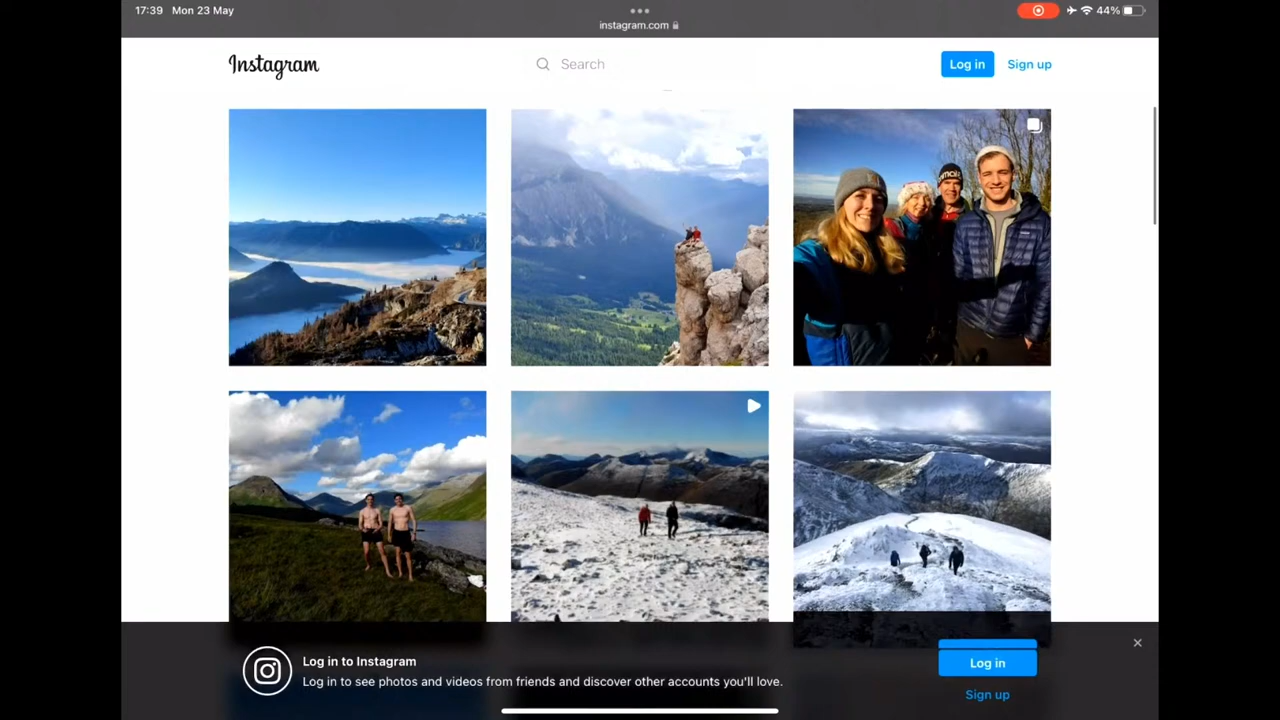 17:39 Mon 23 May
44%
instagram.com
Instagram
Search
Log in
Sign up
Log in to Instagram
Log in to see photos and videos from friends and discover other accounts you'll love.
Log in
Sign up